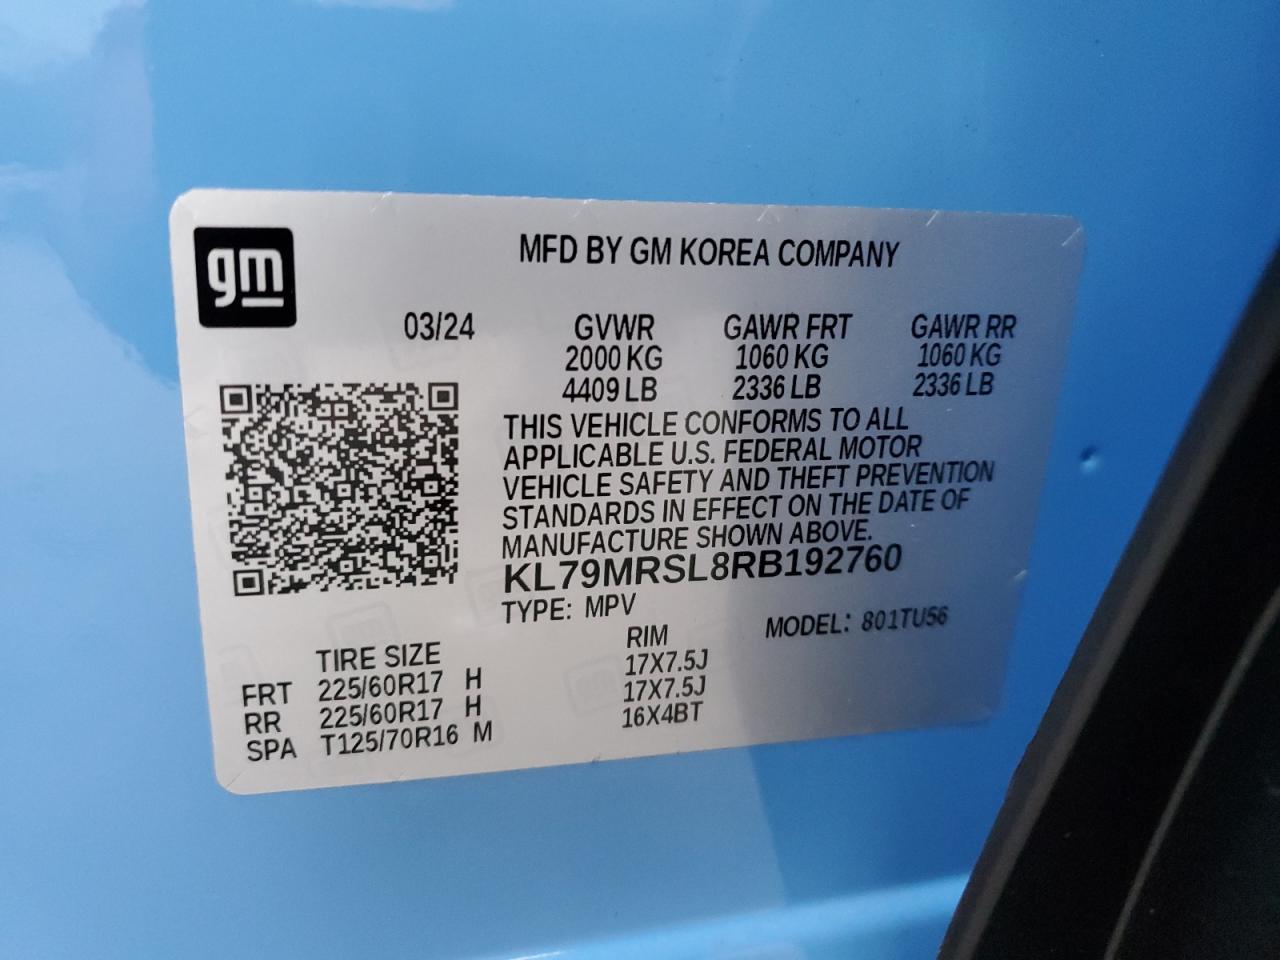 gm
MFD BY GM KOREA COMPANY
03/24 GVWR GAWR FRT GAWR RR
2000 KG 1060 KG 1060 KG
4409 LB 2336 LB 2336 LB
THIS VEHICLE CONFORMS TO ALL
APPLICABLE U.S. FEDERAL MOTOR
VEHICLE SAFETY AND THEFT PREVENTION
STANDARDS IN EFFECT ON THE DATE OF
MANUFACTURE SHOWN ABOVE.
KL79MRSL8RB192760
TYPE: MPV MODEL: 801TU56
TIRE SIZE RIM
FRT 225/60R17 H 17X7.5J
RR 225/60R17 H 17X7.5J
SPA T125/70R16 M 16X4BT